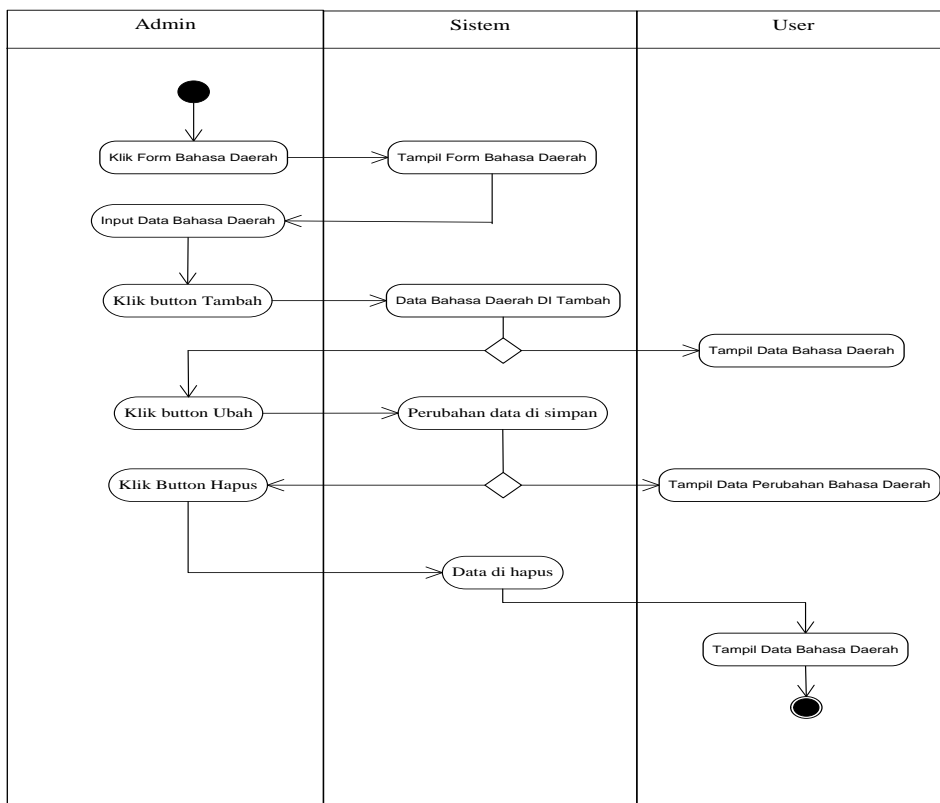 Admin
Sistem
User
Klik Form Bahasa Daerah
Tampil Form Bahasa Daerah
Input Data Bahasa Daerah
Klik button Tambah
Data Bahasa Daerah DI Tambah
Tampil Data Bahasa Daerah
Klik button Ubah
Perubahan data di simpan
Klik Button Hapus
Tampil Data Perubahan Bahasa Daerah
Data di hapus
Tampil Data Bahasa Daerah